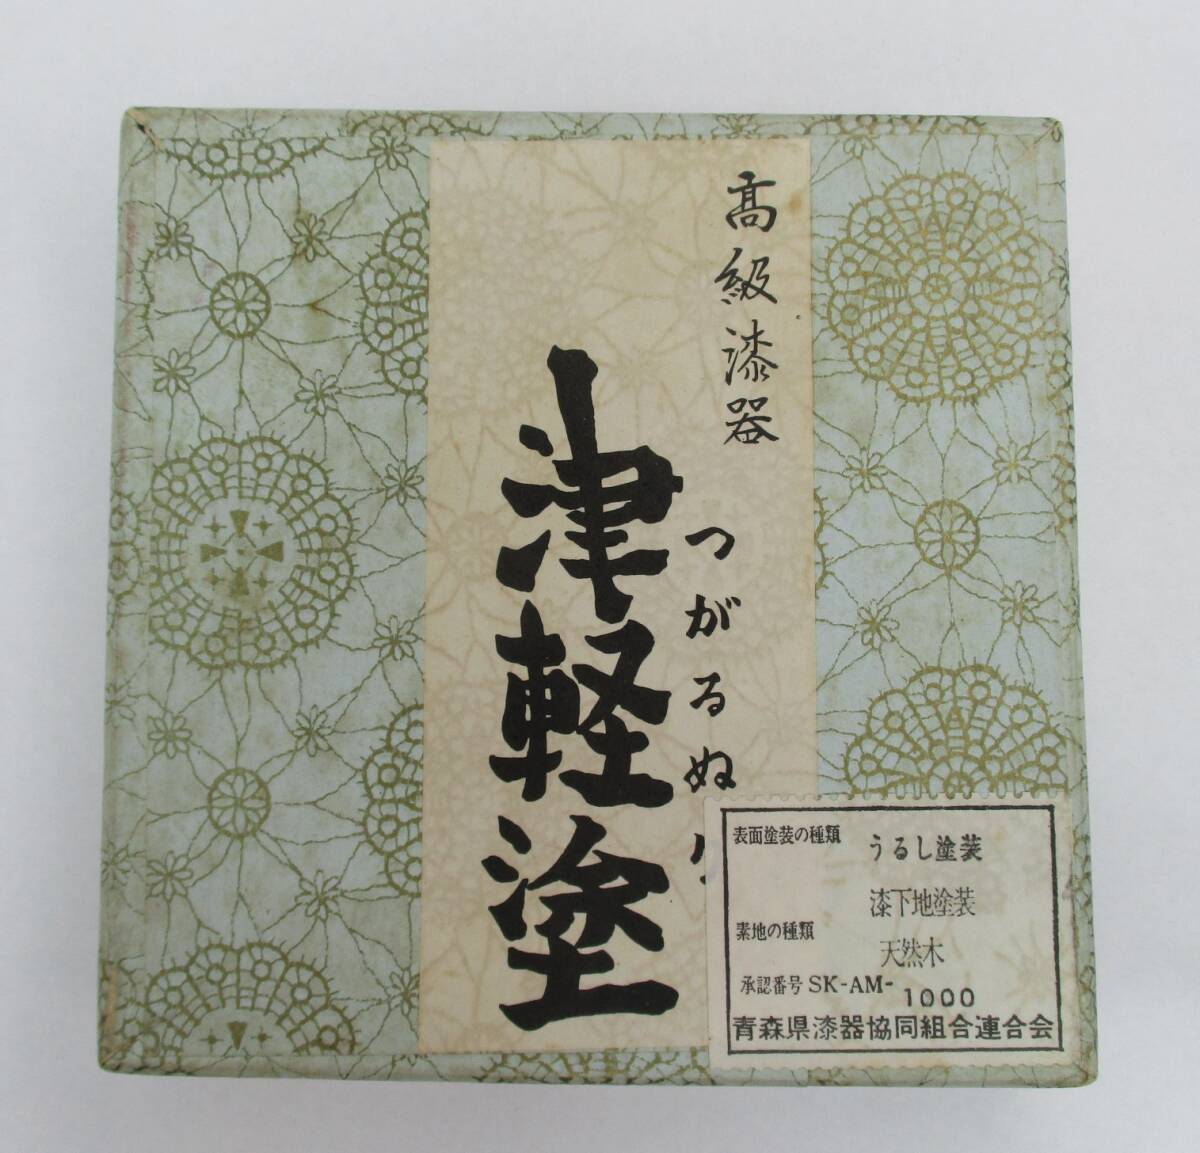 高級漆器
つがるぬ
津軽塗
表面塗装の種類 うるし塗装
漆下地塗装
素地の種類
天然木
承認番号 SK-AM-1000
青森県漆器協同組合連合会